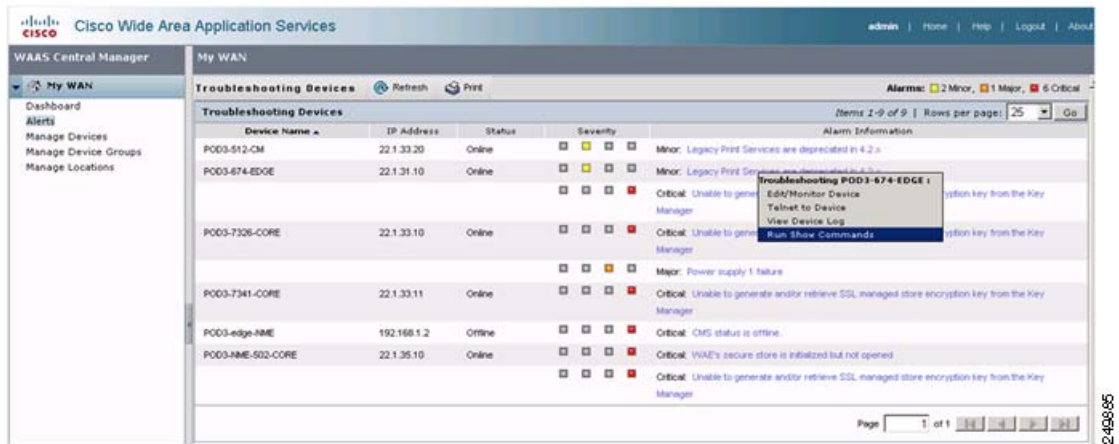 cisco Cisco Wide Area Application Services admin | Home | Help | Logout | About
WAAS Central Manager My WAN
My WAN Troubleshooting Devices Refresh Print Alarms: 2 Minor, 1 Major, 6 Critical
Dashboard
Alerts
Manage Devices
Manage Device Groups
Manage Locations
Troubleshooting Devices Items 1-9 of 9 | Rows per page: 25 Go
Device Name IP Address Status Severity Alarm Information
POD3-512-CM 22.1.33.20 Online Minor: Legacy Print Services are deprecated in 4.2.x
POD3-674-EDGE 22.1.31.10 Online Minor: Legacy Print
Critical: Unable to gener
yption key from the Key
Manager
Troubleshooting POD3-674-EDGE :
Edit/Monitor Device
Telnet to Device
View Device Log
Run Show Commands
POD3-7326-CORE 22.1.33.10 Online Critical: Unable to gener
yption key from the Key
Manager
Major: Power supply 1 failure
POD3-7341-CORE 22.1.33.11 Online Critical: Unable to generate and/or retrieve SSL managed store encryption key from the Key
Manager
POD3-edge-NME 192.168.1.2 Offline Critical: CMS status is offline.
POD3-NME-502-CORE 22.1.35.10 Online Critical: WAE's secure store is initialized but not opened
Critical: Unable to generate and/or retrieve SSL managed store encryption key from the Key
Manager
Page 1 of 1
249885